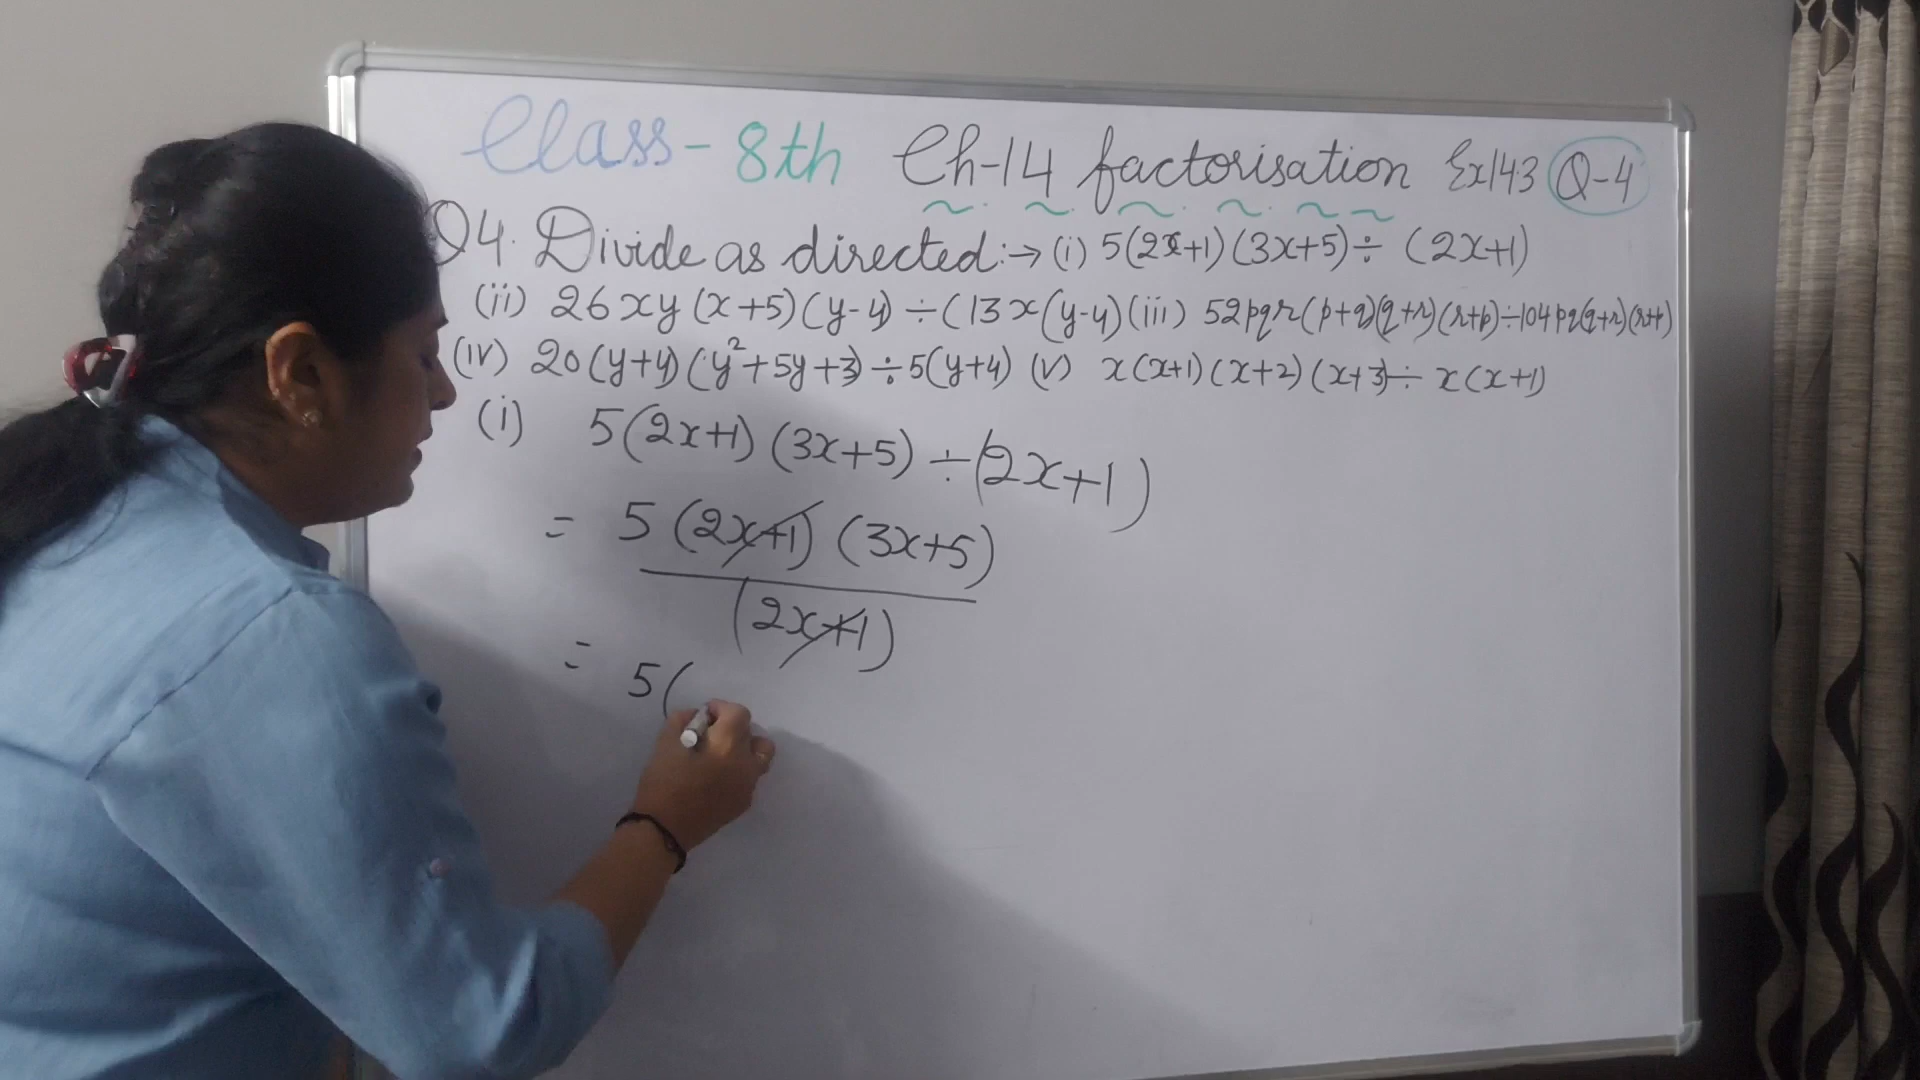 Class - 8th Ch-14 factorisation Ex14.3 Q-4
Q4. Divide as directed:→ (i) 5(2x+1)(3x+5)÷ (2x+1)
(ii) 26xy(x+5)(y-4)÷(13x(y-4) (iii) 52pqr(p+q)(q+r)(r+p)÷104pq(q+r)(r+p)
(iv) 20(y+4)(y²+5y+3)÷5(y+4) (v) x(x+1)(x+2)(x+3)÷ x(x+1)
(i) 5(2x+1)(3x+5) ÷(2x+1)
= 5(2x+1)(3x+5)
(2x+1)
= 5(